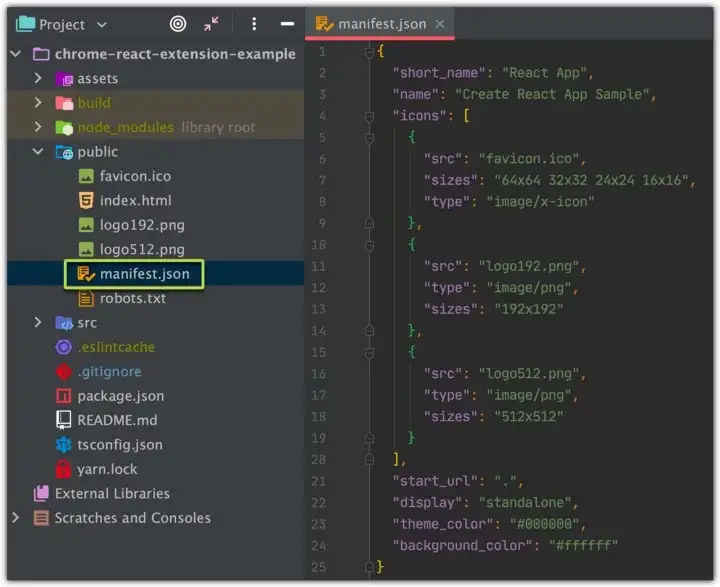 Project
chrome-react-extension-example
assets
build
node_modules library root
public
favicon.ico
index.html
logo192.png
logo512.png
manifest.json
robots.txt
src
.eslintcache
.gitignore
package.json
README.md
tsconfig.json
yarn.lock
External Libraries
Scratches and Consoles
manifest.json
1 {
2 "short_name": "React App",
3 "name": "Create React App Sample",
4 "icons": [
5 {
6 "src": "favicon.ico",
7 "sizes": "64x64 32x32 24x24 16x16",
8 "type": "image/x-icon"
9 },
10 {
11 "src": "logo192.png",
12 "type": "image/png",
13 "sizes": "192x192"
14 },
15 {
16 "src": "logo512.png",
17 "type": "image/png",
18 "sizes": "512x512"
19 }
20 ],
21 "start_url": ".",
22 "display": "standalone",
23 "theme_color": "#000000",
24 "background_color": "#ffffff"
25 }